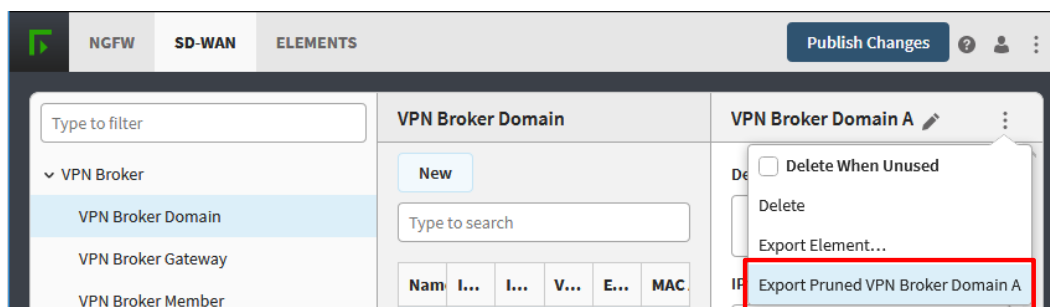 NGFW SD-WAN ELEMENTS Publish Changes
Type to filter
VPN Broker
VPN Broker Domain
VPN Broker Gateway
VPN Broker Member
VPN Broker Domain
New
Type to search
Nam I... I... V... E... MAC
VPN Broker Domain A
De
Delete When Unused
Delete
Export Element...
IP
Export Pruned VPN Broker Domain A